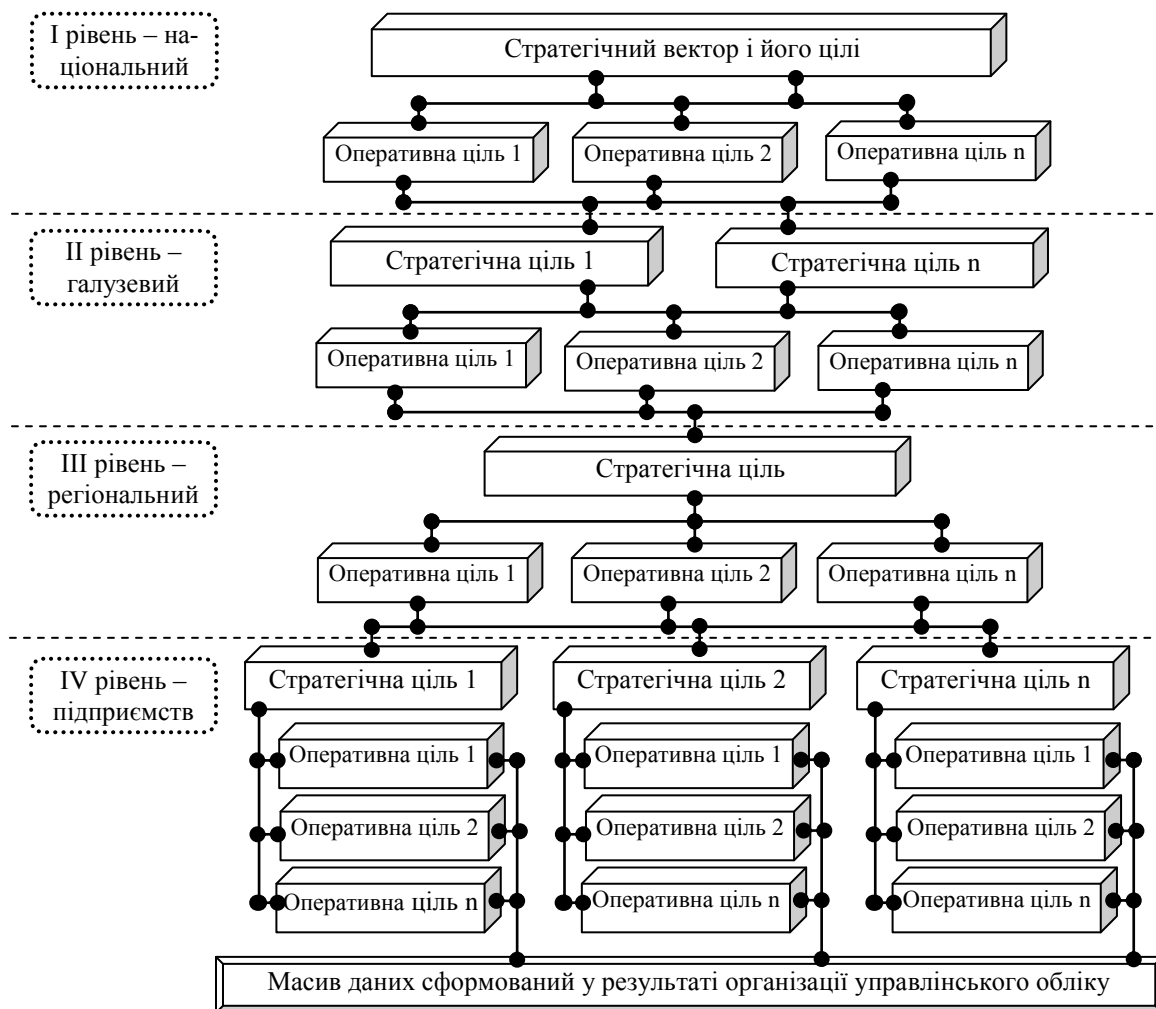 І рівень – на-
ціональний
Стратегічний вектор і його цілі
Оперативна ціль 1
Оперативна ціль 2
Оперативна ціль n
ІІ рівень –
галузевий
Стратегічна ціль 1
Стратегічна ціль n
Оперативна ціль 1
Оперативна ціль 2
Оперативна ціль n
ІІІ рівень –
регіональний
Стратегічна ціль
Оперативна ціль 1
Оперативна ціль 2
Оперативна ціль n
IV рівень –
підприємств
Стратегічна ціль 1
Стратегічна ціль 2
Стратегічна ціль n
Оперативна ціль 1
Оперативна ціль 1
Оперативна ціль 1
Оперативна ціль 2
Оперативна ціль 2
Оперативна ціль 2
Оперативна ціль n
Оперативна ціль n
Оперативна ціль n
Масив даних сформований у результаті організації управлінського обліку